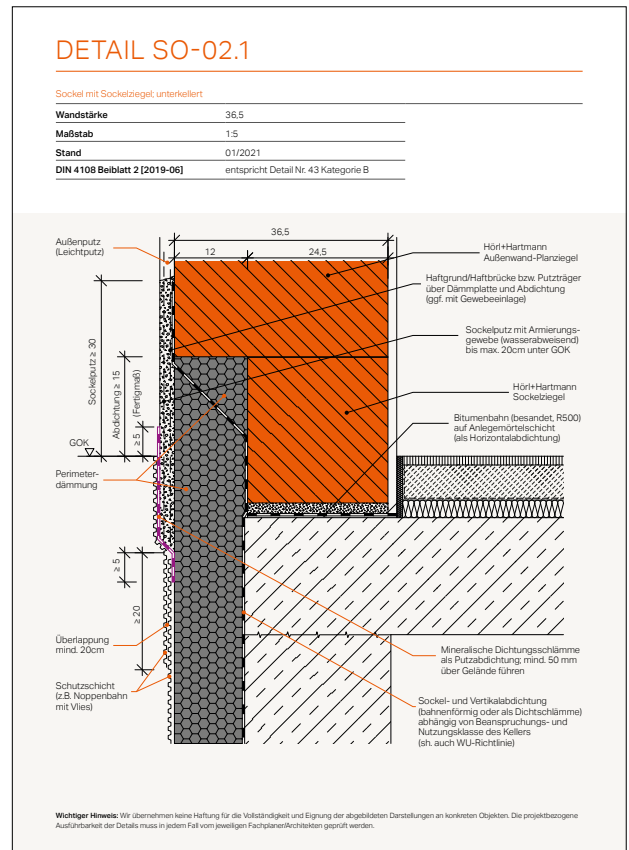 DETAIL SO-02.1
Sockel mit Sockelziegel; unterkellert
Wandstärke 36,5
Maßstab 1:5
Stand 01/2021
DIN 4108 Beiblatt 2 [2019-06] entspricht Detail Nr. 43 Kategorie B
36,5
12
24,5
Außenputz
(Leichtputz)
Sockelputz ≥ 30
Abdichtung ≥ 15
(Fertigmaß)
≥ 5
GOK
Perimeter-
dämmung
≥ 5
≥ 20
Überlappung
mind. 20cm
Schutzschicht
(z.B. Noppenbahn
mit Vlies)
Hörl+Hartmann
Außenwand-Planziegel
Haftgrund/Haftbrücke bzw. Putzträger
über Dämmplatte und Abdichtung
(ggf. mit Gewebeeinlage)
Sockelputz mit Armierungs-
gewebe (wasserabweisend)
bis max. 20cm unter GOK
Hörl+Hartmann
Sockelziegel
Bitumenbahn (besandet, R500)
auf Anlegemörtelschicht
(als Horizontalabdichtung)
Mineralische Dichtungsschlämme
als Putzabdichtung; mind. 50 mm
über Gelände führen
Sockel- und Vertikalabdichtung
(bahnenförmig oder als Dichtschlämme)
abhängig von Beanspruchungs- und
Nutzungsklasse des Kellers
(sh. auch WU-Richtlinie)
Wichtiger Hinweis: Wir übernehmen keine Haftung für die Vollständigkeit und Eignung der abgebildeten Darstellungen an konkreten Objekten. Die projektbezogene
Ausführbarkeit der Details muss in jedem Fall vom jeweiligen Fachplaner/Architekten geprüft werden.